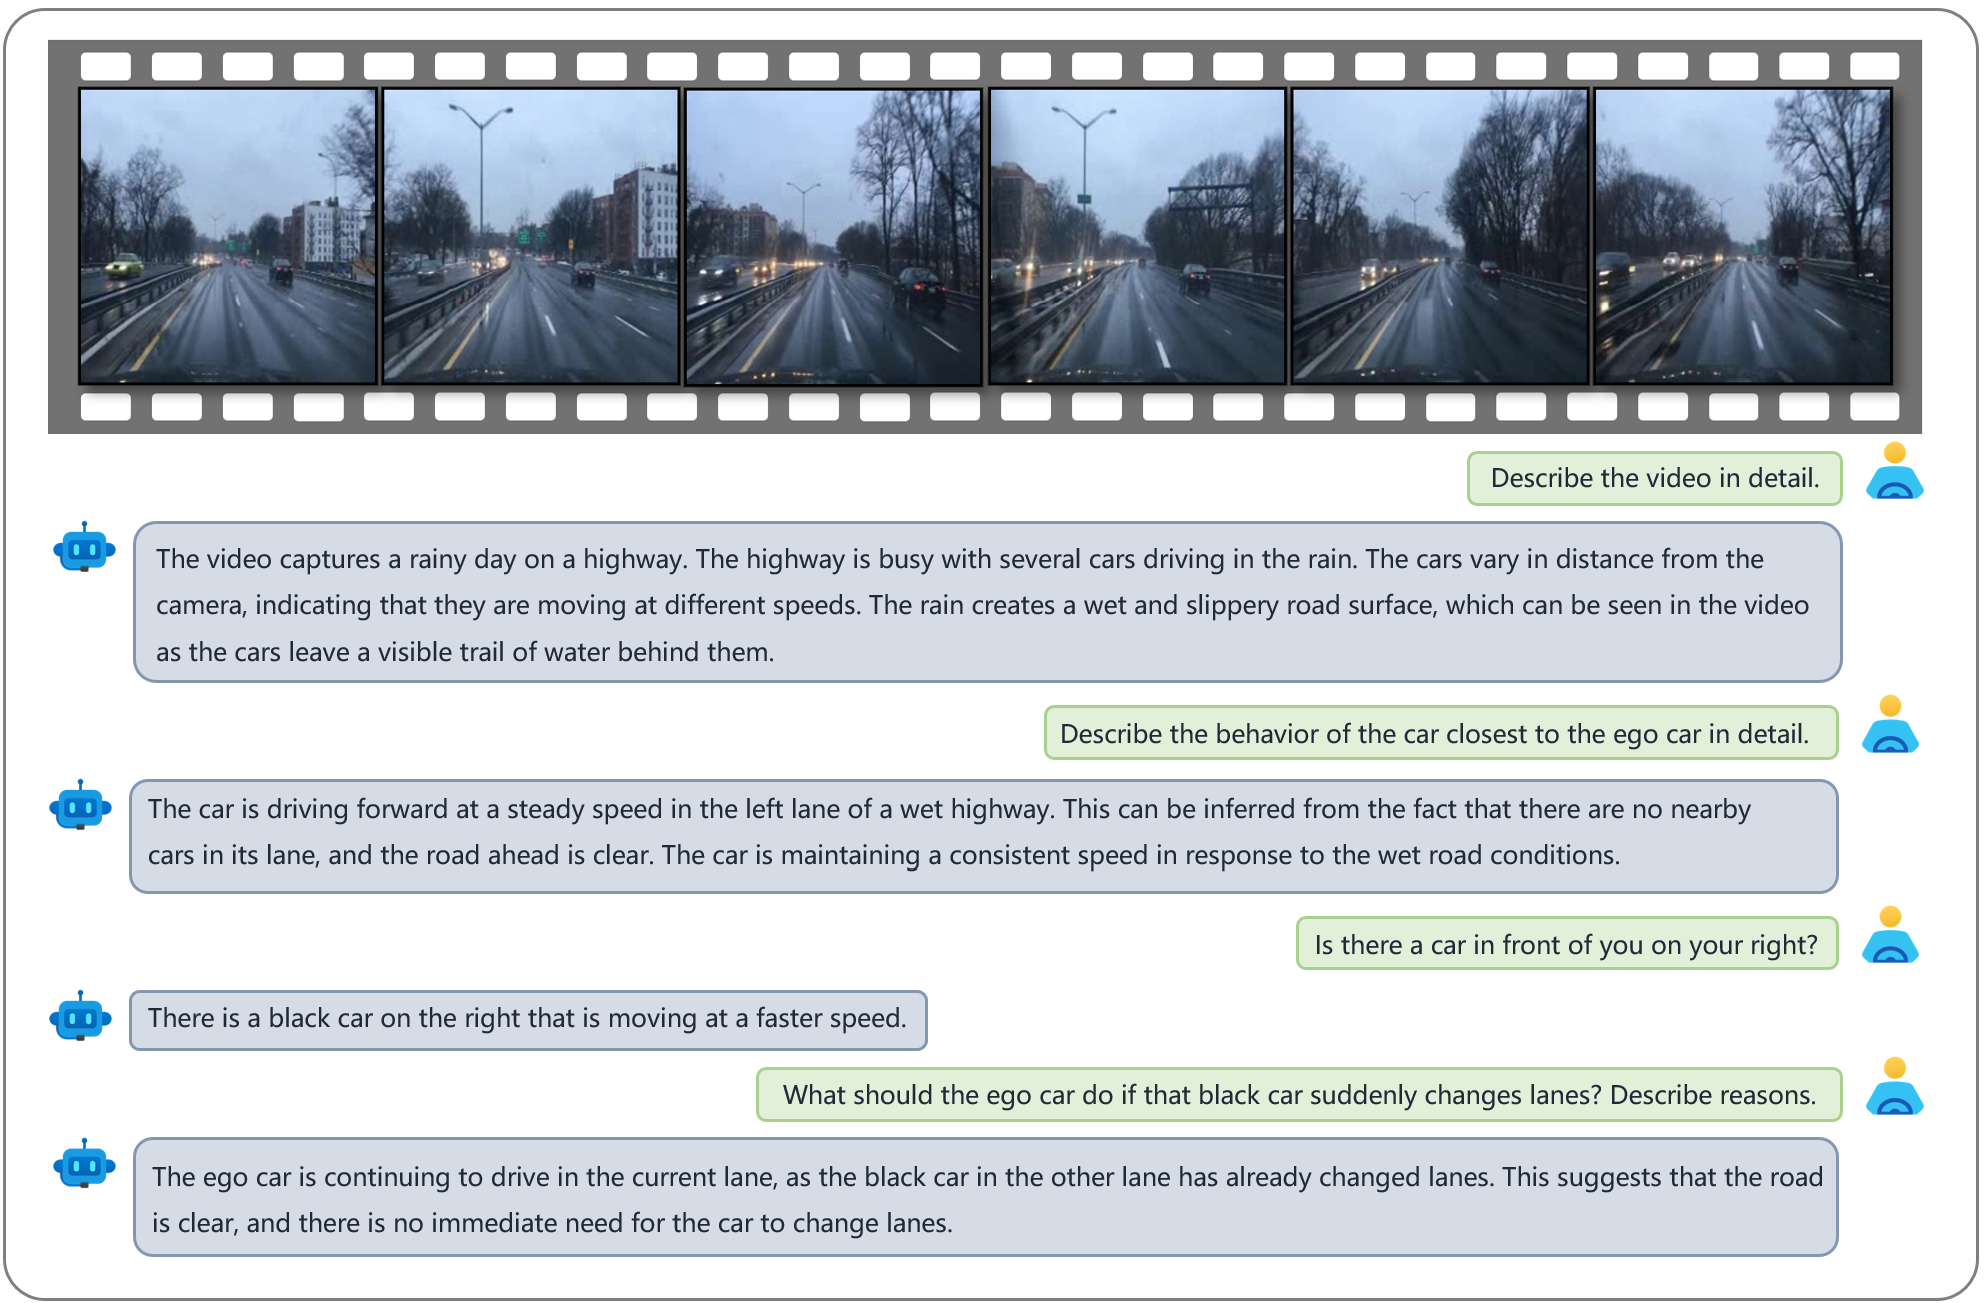 Describe the video in detail.
The video captures a rainy day on a highway. The highway is busy with several cars driving in the rain. The cars vary in distance from the
camera, indicating that they are moving at different speeds. The rain creates a wet and slippery road surface, which can be seen in the video
as the cars leave a visible trail of water behind them.
Describe the behavior of the car closest to the ego car in detail.
The car is driving forward at a steady speed in the left lane of a wet highway. This can be inferred from the fact that there are no nearby
cars in its lane, and the road ahead is clear. The car is maintaining a consistent speed in response to the wet road conditions.
Is there a car in front of you on your right?
There is a black car on the right that is moving at a faster speed.
What should the ego car do if that black car suddenly changes lanes? Describe reasons.
The ego car is continuing to drive in the current lane, as the black car in the other lane has already changed lanes. This suggests that the road
is clear, and there is no immediate need for the car to change lanes.